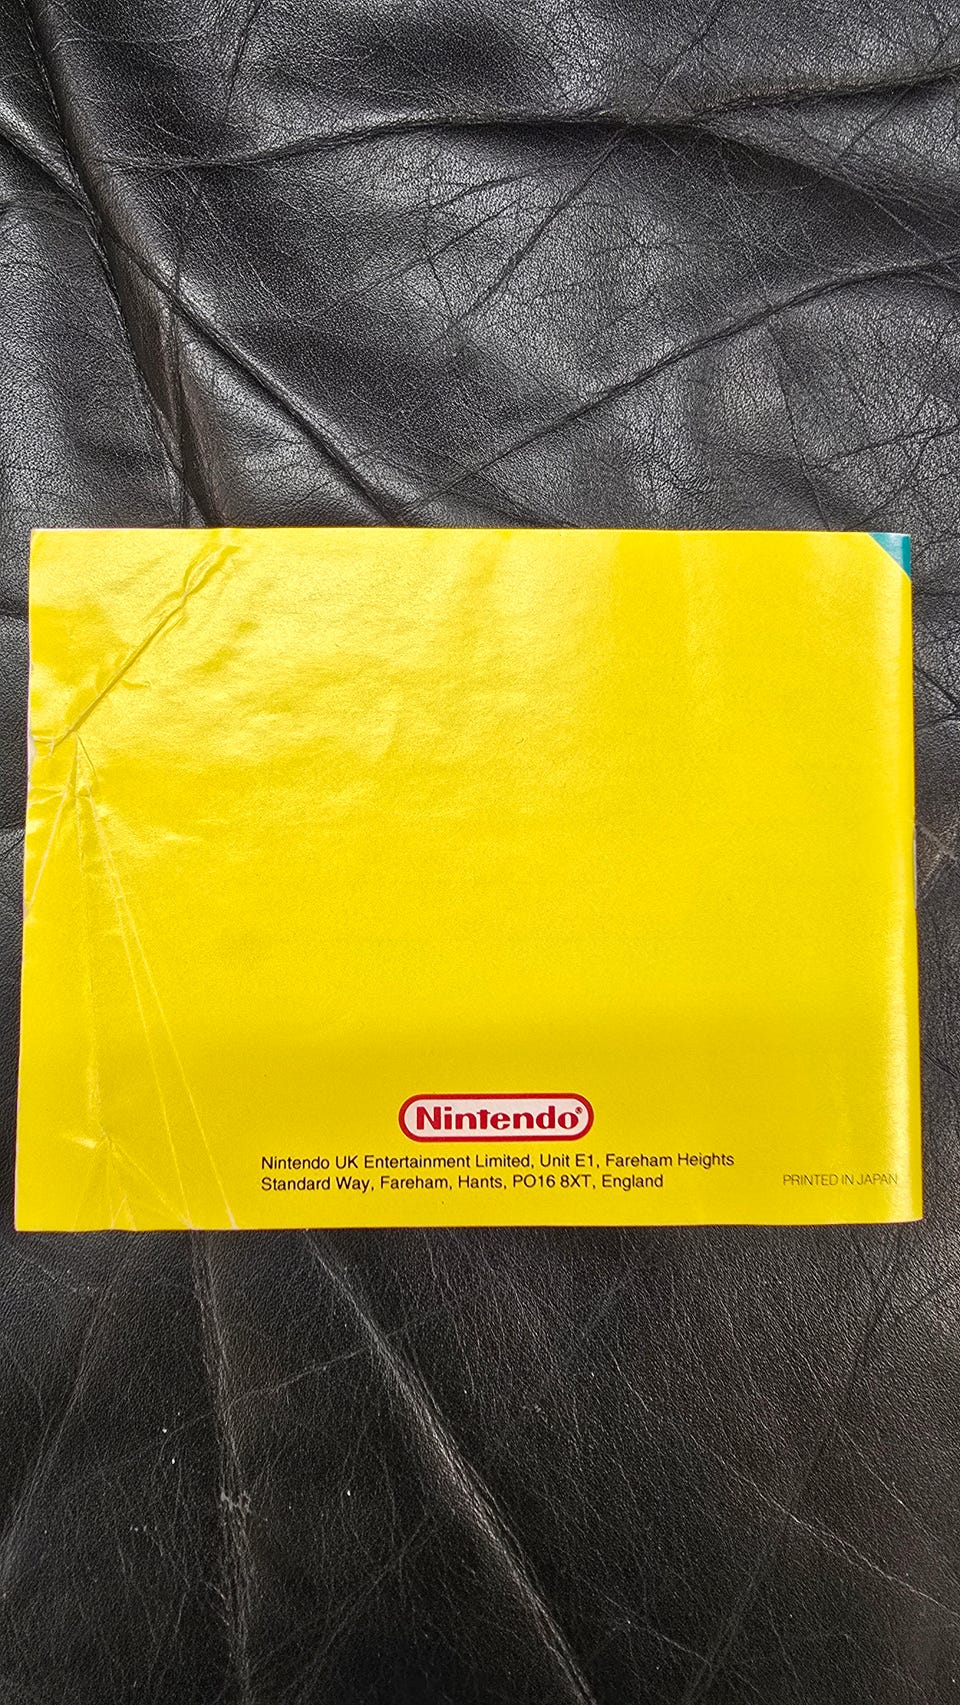 Nintendo®
Nintendo UK Entertainment Limited, Unit E1, Fareham Heights
Standard Way, Fareham, Hants, PO16 8XT, England
PRINTED IN JAPAN